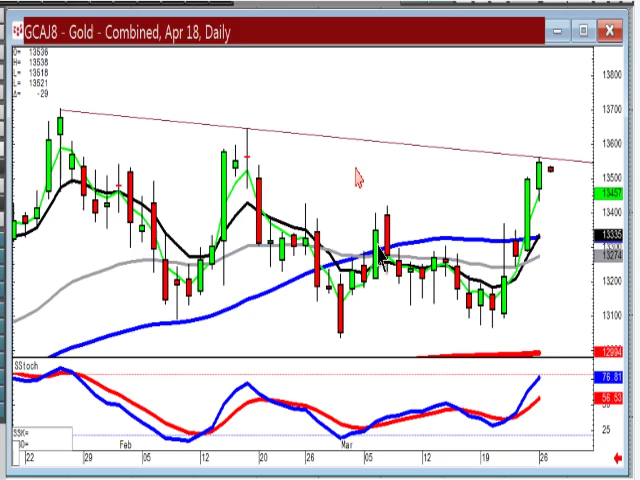 GCAJ8 - Gold - Combined, Apr 18, Daily
O= 13536
H= 13538
L= 13518
L= 13521
Δ= -29
13800
13700
13600
13500
13457
13400
13335
13274
13200
13100
12994
SStoch
76.81
56.53
25
SSK=
22 29 Feb 05 12 20 26 Mar 05 12 19 26